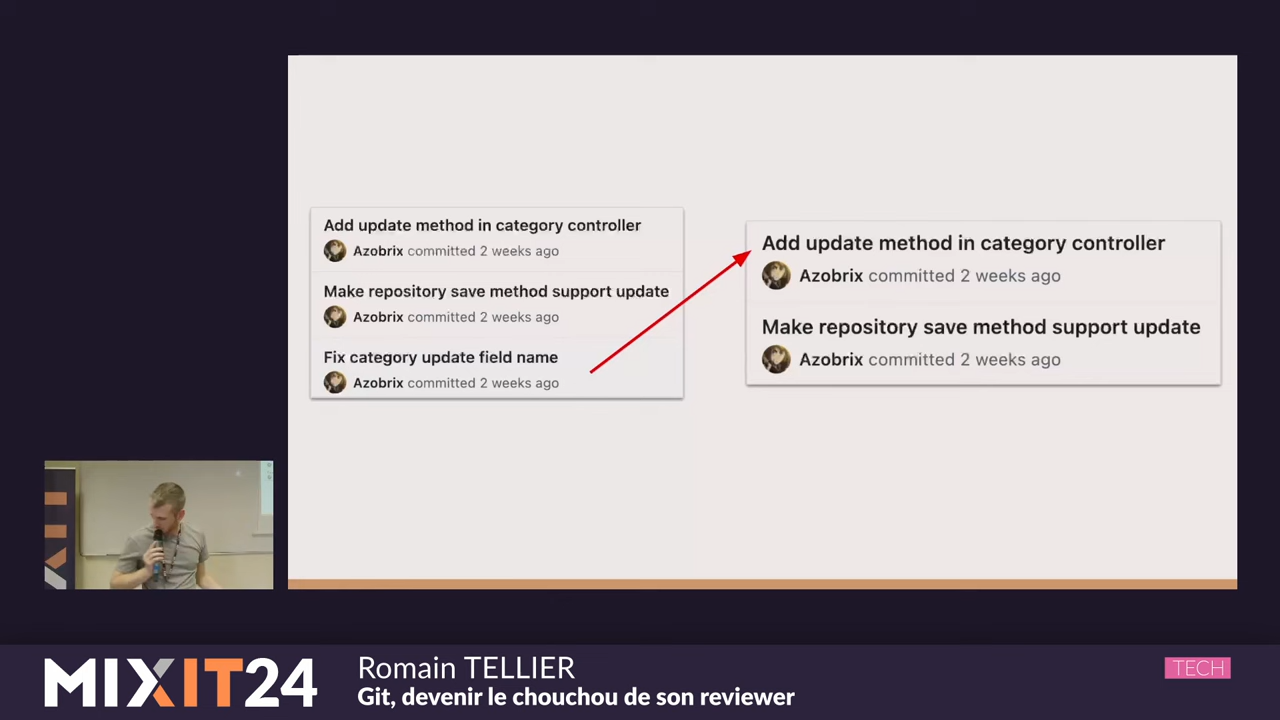 Add update method in category controller
Azobrix committed 2 weeks ago
Make repository save method support update
Azobrix committed 2 weeks ago
Fix category update field name
Azobrix committed 2 weeks ago
Add update method in category controller
Azobrix committed 2 weeks ago
Make repository save method support update
Azobrix committed 2 weeks ago
MIXIT24
Romain TELLIER
Git, devenir le chouchou de son reviewer
TECH